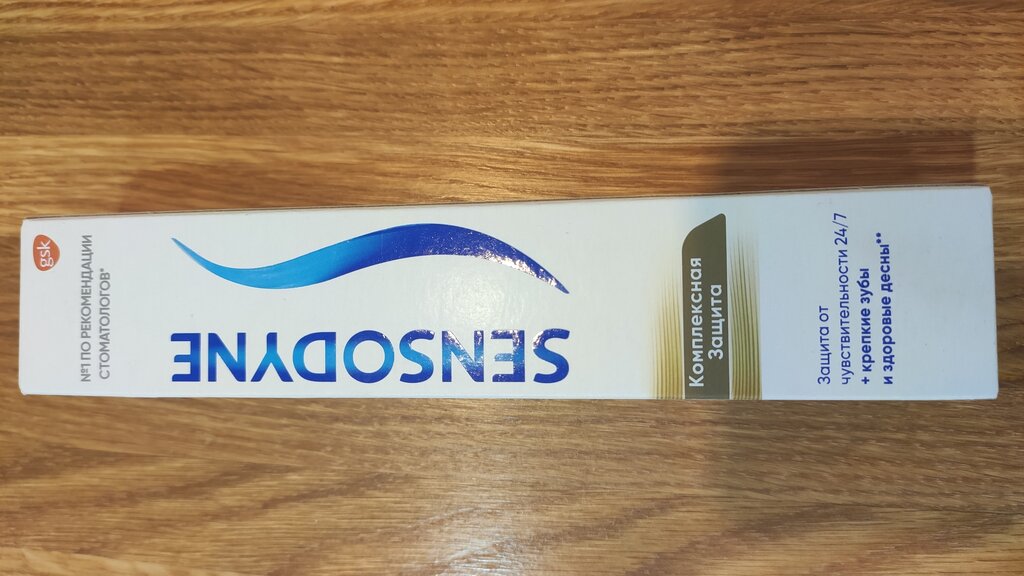 gsk
№1 ПО РЕКОМЕНДАЦИИ
СТОМАТОЛОГОВ*
SENSODYNE
Комплексная
Защита
Защита от
чувствительности 24/7
+ крепкие зубы
и здоровые десны**